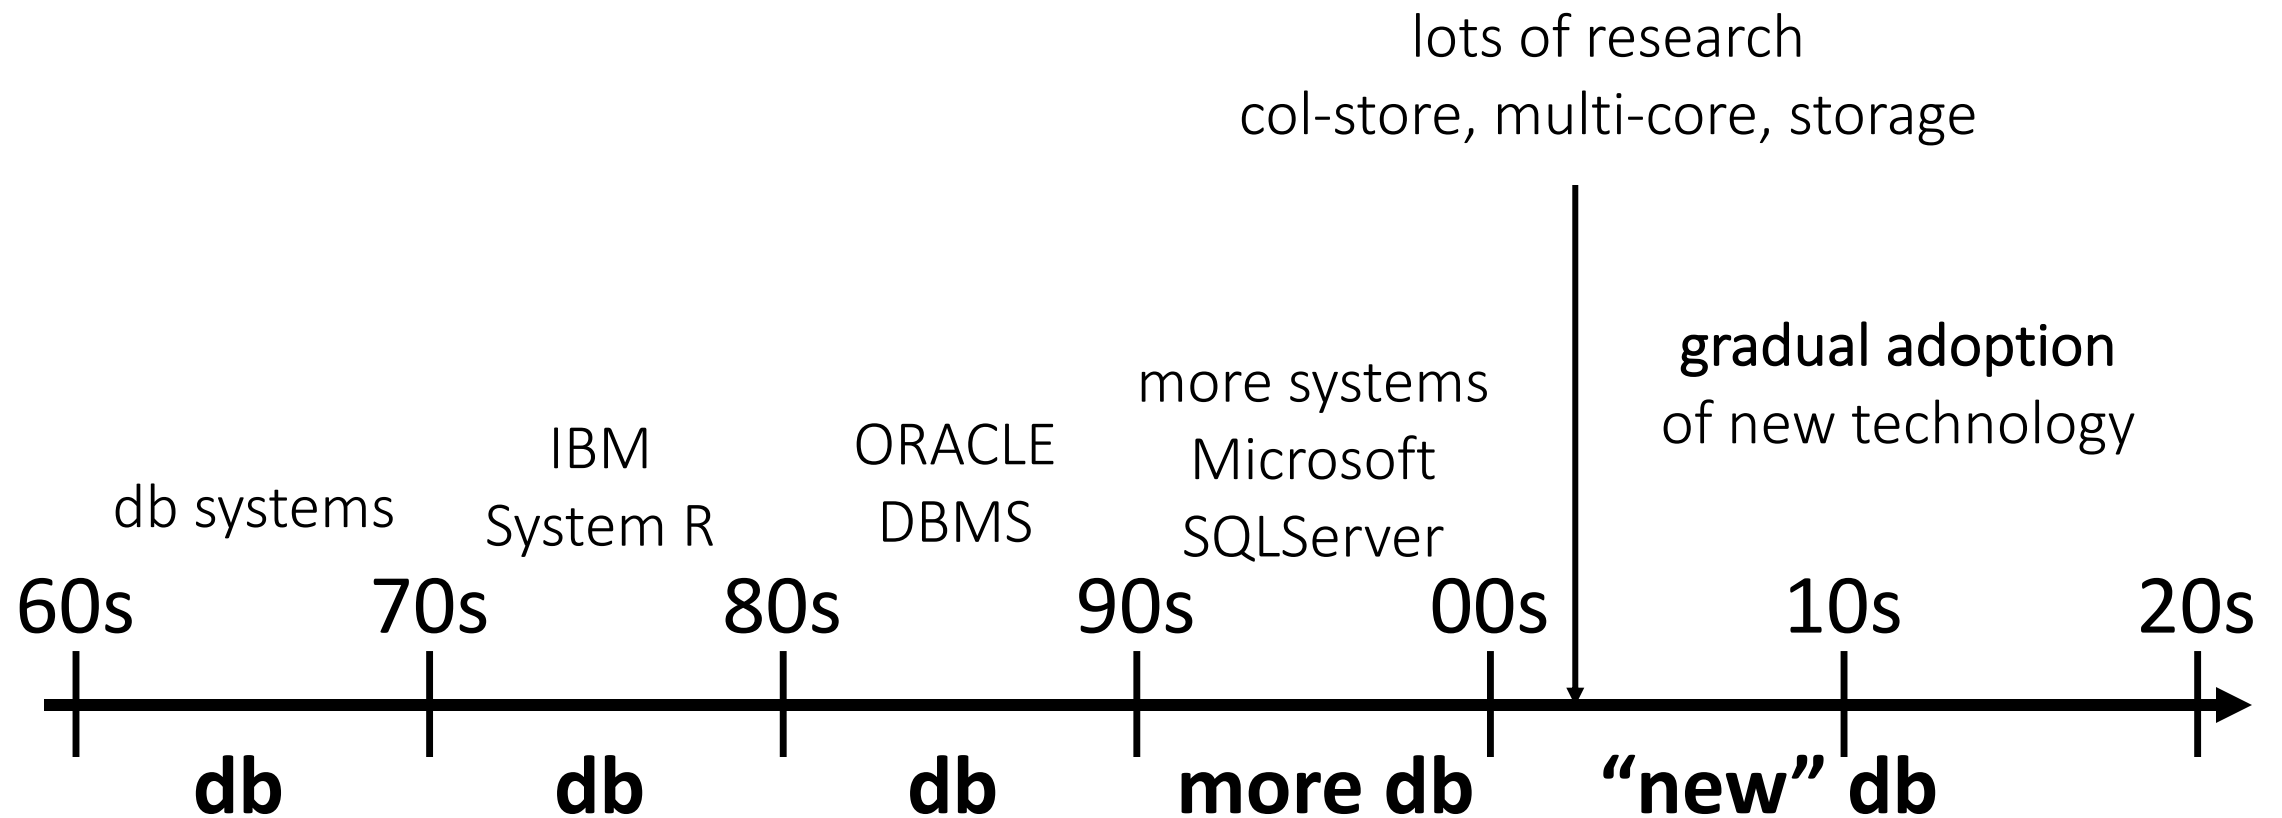 lots of research
col-store, multi-core, storage
gradual adoption
of new technology
more systems
Microsoft
SQLServer
ORACLE
DBMS
IBM
System R
db systems
60s 70s 80s 90s 00s 10s 20s
db db db more db “new” db